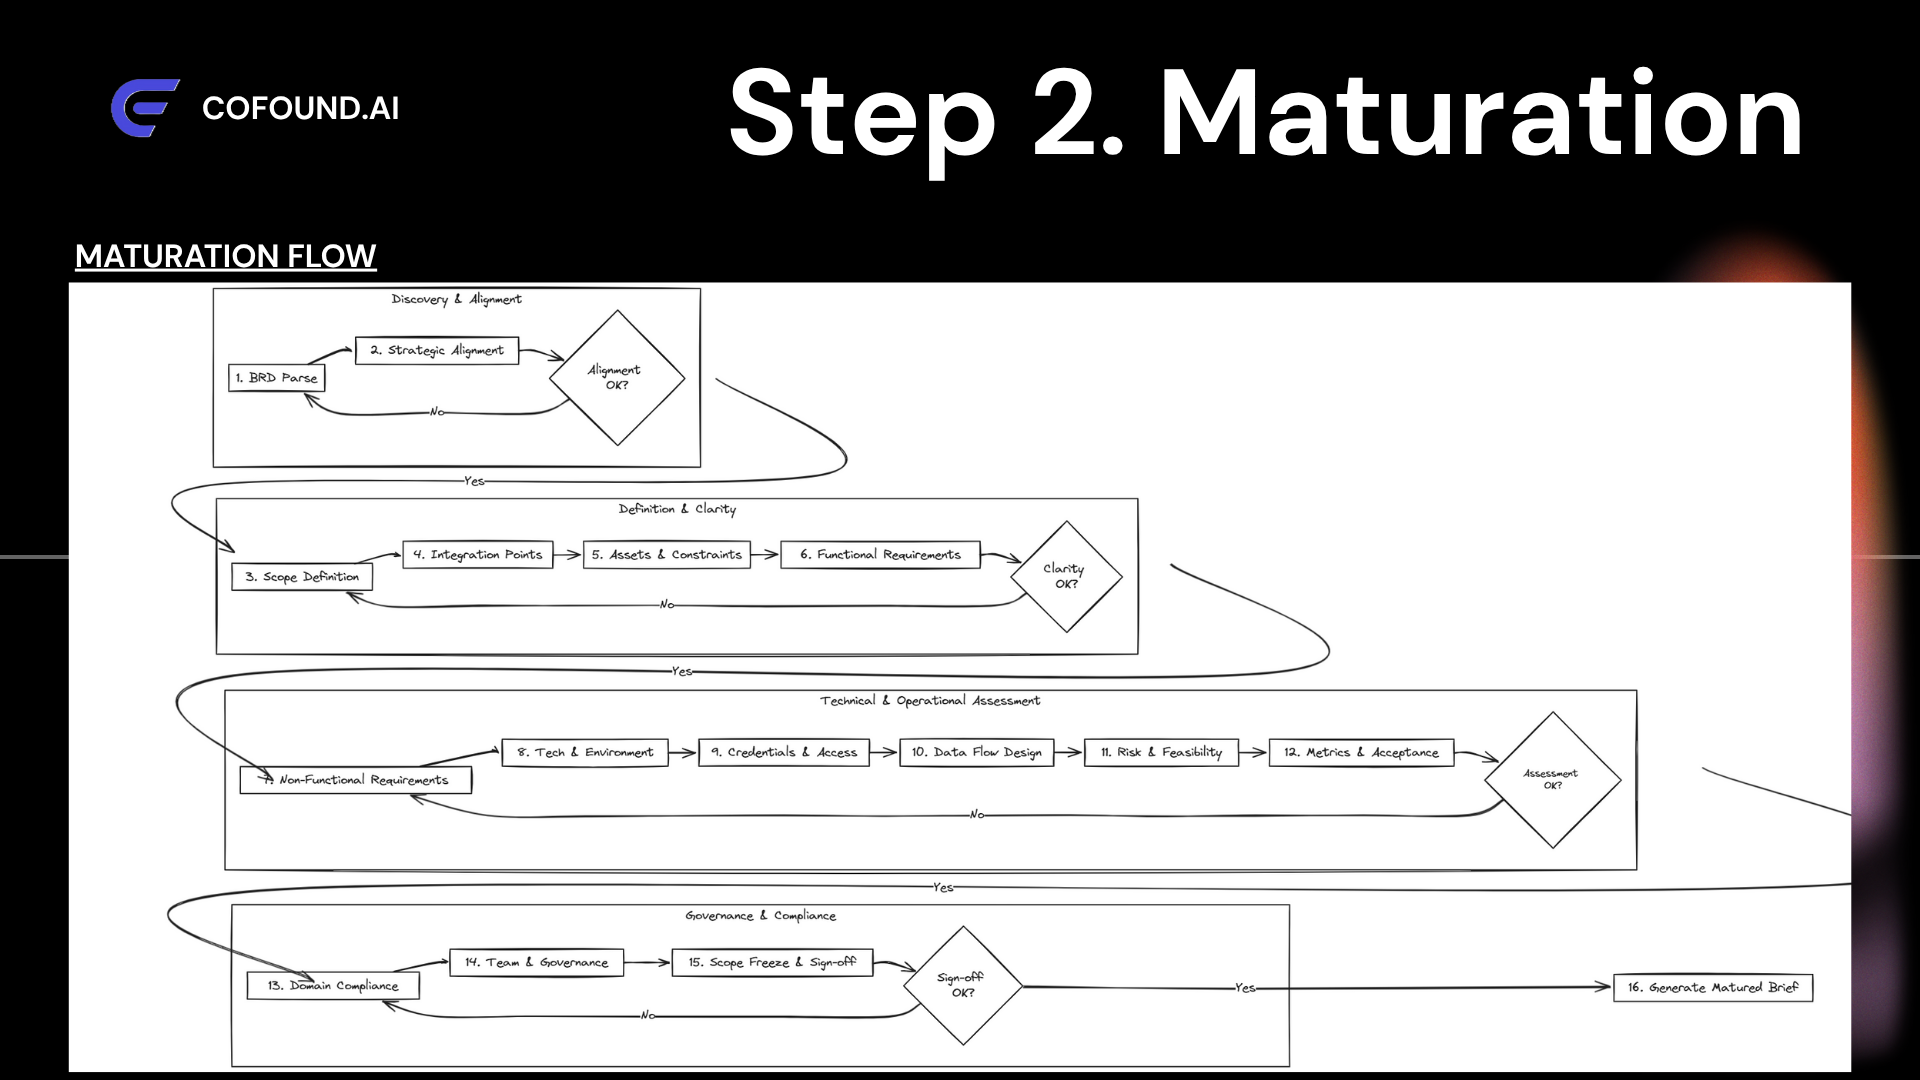 COFOUND.AI
Step 2. Maturation
MATURATION FLOW
Discovery & Alignment
1. BRD Parse
2. Strategic Alignment
Alignment
OK?
No
Yes
Definition & Clarity
3. Scope Definition
4. Integration Points
5. Assets & Constraints
6. Functional Requirements
Clarity
OK?
No
Yes
Technical & Operational Assessment
7. Non-Functional Requirements
8. Tech & Environment
9. Credentials & Access
10. Data Flow Design
11. Risk & Feasibility
12. Metrics & Acceptance
Assessment
OK?
No
Yes
Governance & Compliance
13. Domain Compliance
14. Team & Governance
15. Scope Freeze & Sign-off
Sign-off
OK?
No
Yes
16. Generate Matured Brief